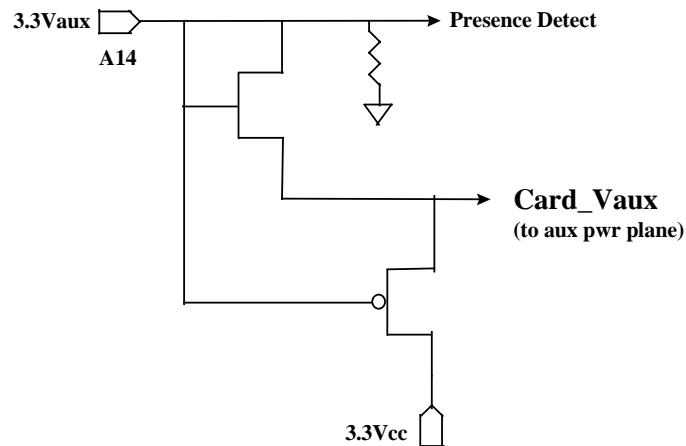 3.3Vaux
Presence Detect
A14
Card_Vaux
(to aux pwr plane)
3.3Vcc